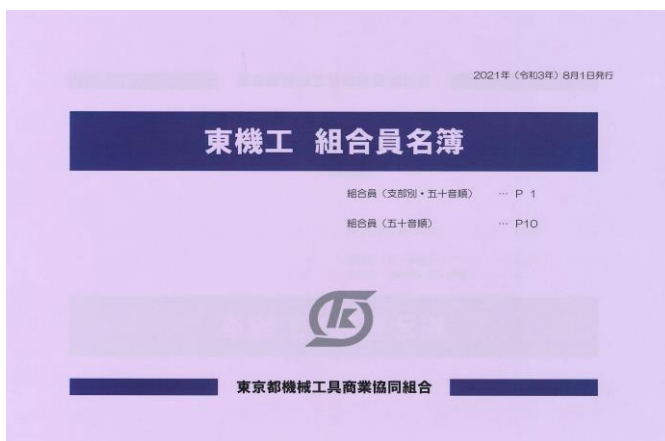 2021年（令和3年）8月1日発行
東機工 組合員名簿
組合員（支部別・五十音順） … P 1
組合員（五十音順） … P10
東京都機械工具商業協同組合